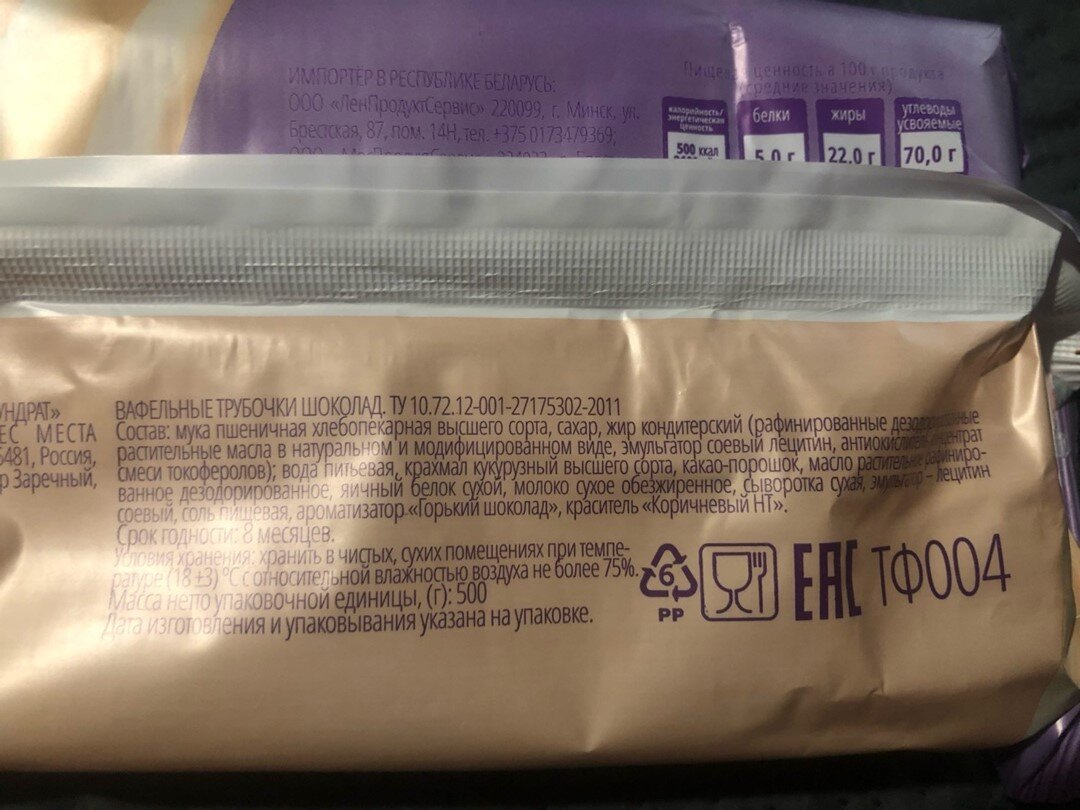 ИМПОРТЕР В РЕСПУБЛИКЕ БЕЛАРУСЬ:
ООО «ЛенПродуктСервис» 220099, г. Минск, ул.
Брестская, 87, пом. 14Н, тел. +375 0173479369;
Пищевая ценность в 100 г продукта
(средние значения)
калорийность/
энергетическая
ценность
500 ккал
белки
5,0 г
жиры
22,0 г
углеводы
усвояемые
70,0 г
УНДРАТ»
ЕС МЕСТА
5481, Россия,
р Заречный,
ВАФЕЛЬНЫЕ ТРУБОЧКИ ШОКОЛАД. ТУ 10.72.12-001-27175302-2011
Состав: мука пшеничная хлебопекарная высшего сорта, сахар, жир кондитерский (рафинированные дезодорованные
растительные масла в натуральном и модифицированном виде, эмульгатор соевый лецитин, антиокислитель концентрат
смеси токоферолов); вода питьевая, крахмал кукурузный высшего сорта, какао-порошок, масло растительное рафиниро-
ванное дезодорированное, яичный белок сухой, молоко сухое обезжиренное, сыворотка сухая, эмульгатор – лецитин
соевый, соль пищевая, ароматизатор «Горький шоколад», краситель «Коричневый НТ».
Срок годности: 8 месяцев.
Условия хранения: хранить в чистых, сухих помещениях при темпе-
ратуре (18 ±3) °С с относительной влажностью воздуха не более 75%.
Масса нетто упаковочной единицы, (г): 500
Дата изготовления и упаковывания указана на упаковке.
6
PP
EAC
ТФ004